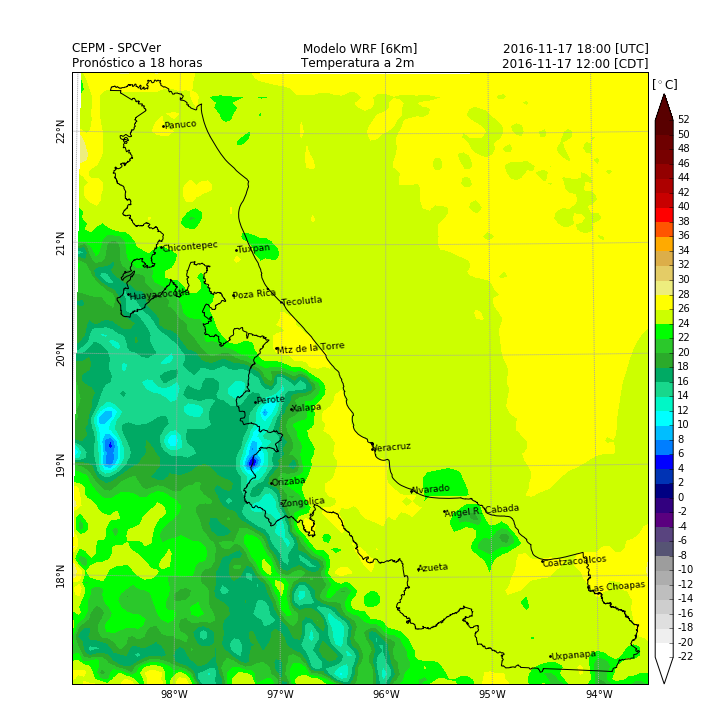 CEPM - SPCVer Modelo WRF [6Km] 2016-11-17 18:00 [UTC]
Pronóstico a 18 horas Temperatura a 2m 2016-11-17 12:00 [CDT]
[°C]
52
50
48
46
44
42
40
38
36
34
32
30
28
26
24
22
20
18
16
14
12
10
8
6
4
2
0
-2
-4
-6
-8
-10
-12
-14
-16
-18
-20
-22
22°N
21°N
20°N
19°N
18°N
Panuco
Chicontepec
Tuxpan
Huayacocotla
Poza Rica
Tecolutla
Mtz de la Torre
Perote
Xalapa
Veracruz
Orizaba
Alvarado
Zongolica
Angel R. Cabada
Azueta
Coatzacoalcos
Las Choapas
Uxpanapa
98°W 97°W 96°W 95°W 94°W